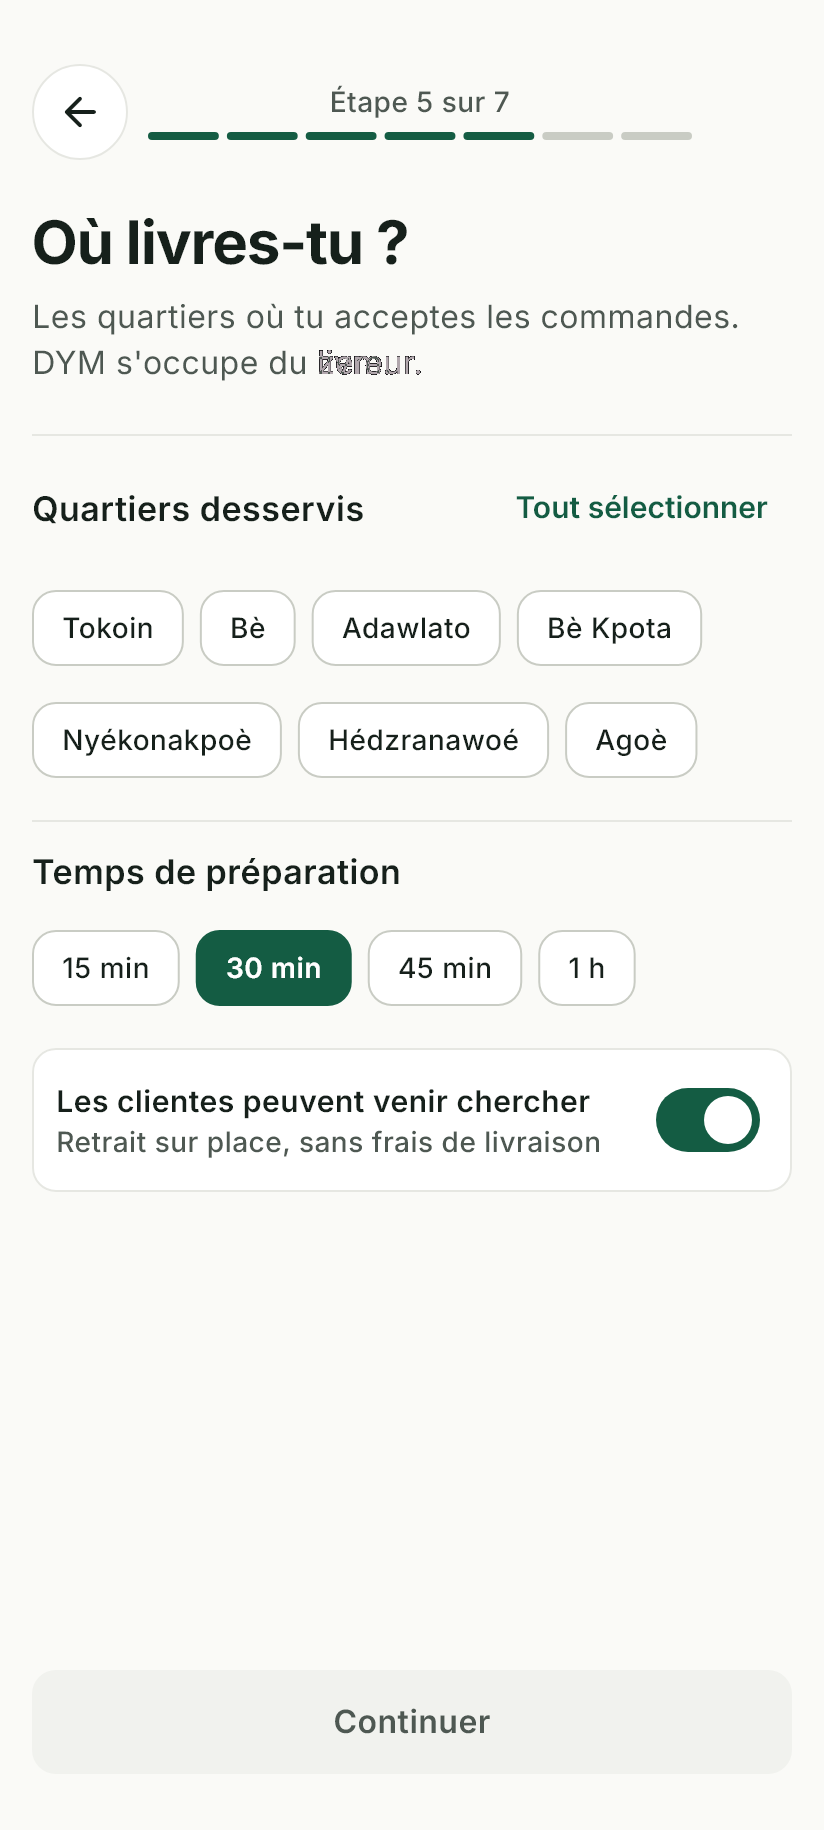 Étape 5 sur 7
Où livres-tu ?
Les quartiers où tu acceptes les commandes.
DYM s'occupe du
Quartiers desservis
Tout sélectionner
Tokoin
Bè
Adawlato
Bè Kpota
Nyékonakpoè
Hédzranawoé
Agoè
Temps de préparation
15 min
30 min
45 min
1 h
Les clientes peuvent venir chercher
Retrait sur place, sans frais de livraison
Continuer